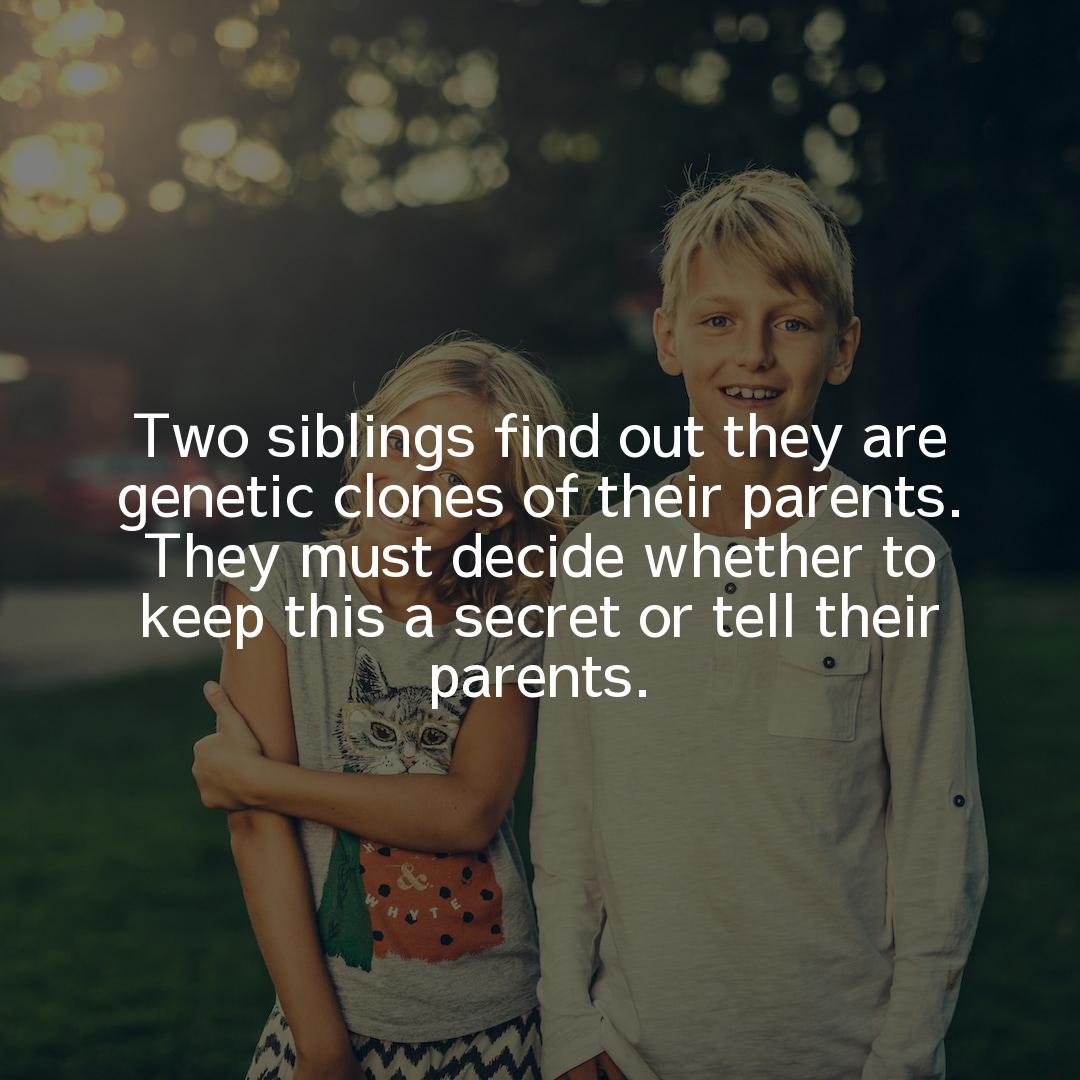 Two siblings find out they are
genetic clones of their parents.
They must decide whether to
keep this a secret or tell their
parents.
&
WHYTE